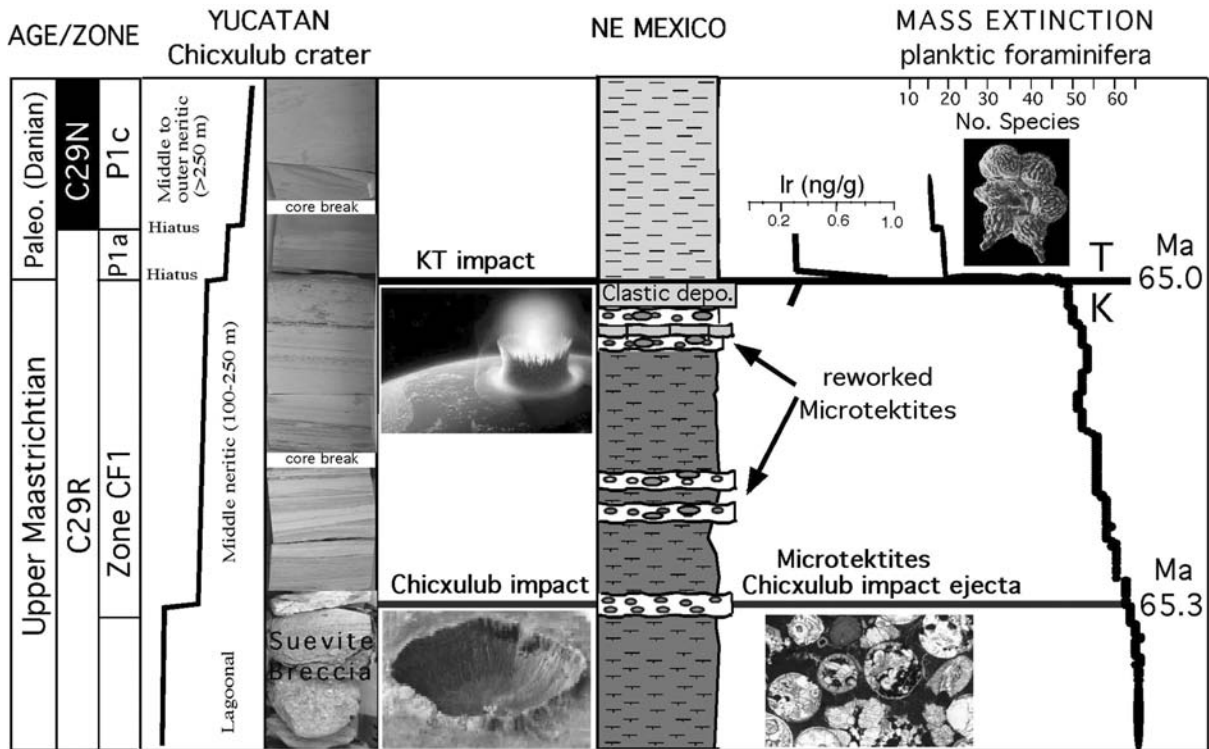 AGE/ZONE
YUCATAN
Chicxulub crater
NE MEXICO
MASS EXTINCTION
planktic foraminifera
Paleo. (Danian)
C29N
P1c
Middle to
outer neritic
(>250 m)
core break
Hiatus
P1a
Hiatus
10 20 30 40 50 60
No. Species
Ir (ng/g)
0.2 0.6 1.0
KT impact
T
K
Ma
65.0
Clastic depo.
Upper Maastrichtian
C29R
Zone CF1
Middle neritic (100-250 m)
core break
reworked
Microtektites
Chicxulub impact
Microtektites
Chicxulub impact ejecta
Ma
65.3
Lagoonal
Suevite
Breccia